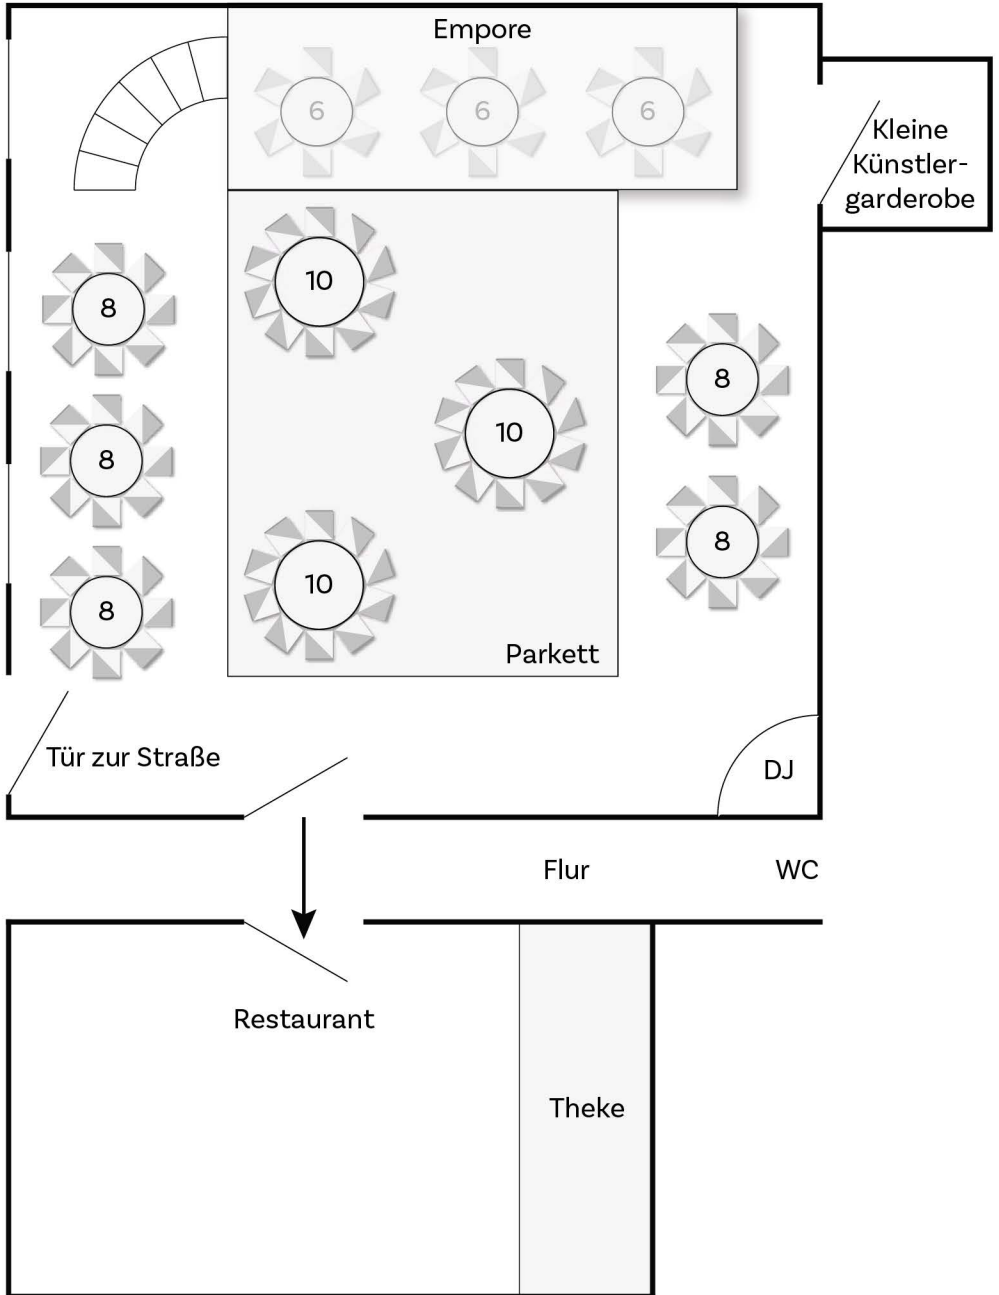 Empore
6
6
6
Kleine
Künstler-
garderobe
10
8
8
10
8
8
10
8
Parkett
Tür zur Straße
DJ
Flur
WC
Restaurant
Theke